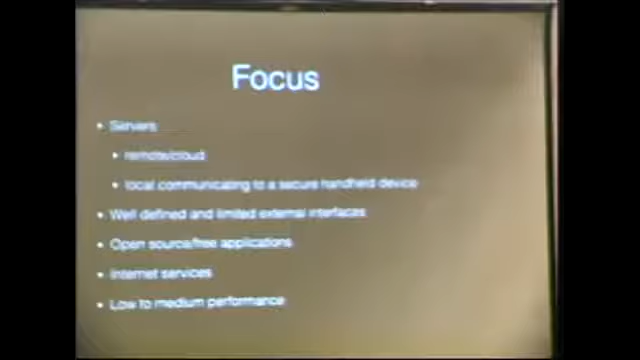 Focus
• Servers
• remote/cloud
• local communicating to a secure handheld device
• Well defined and limited external interfaces
• Open source/free applications
• Internet services
• Low to medium performance